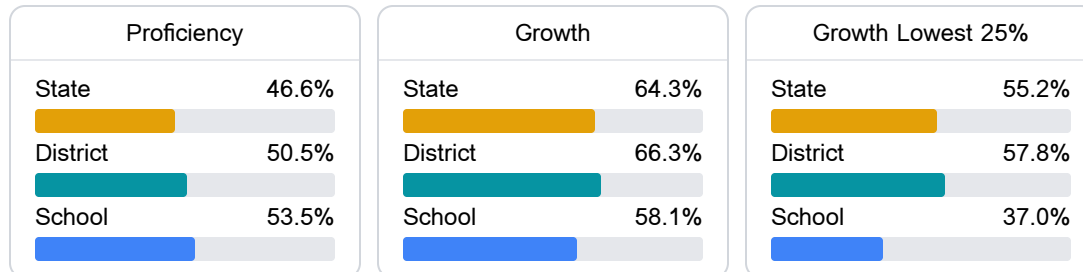 Proficiency
State 46.6%
District 50.5%
School 53.5%
Growth
State 64.3%
District 66.3%
School 58.1%
Growth Lowest 25%
State 55.2%
District 57.8%
School 37.0%